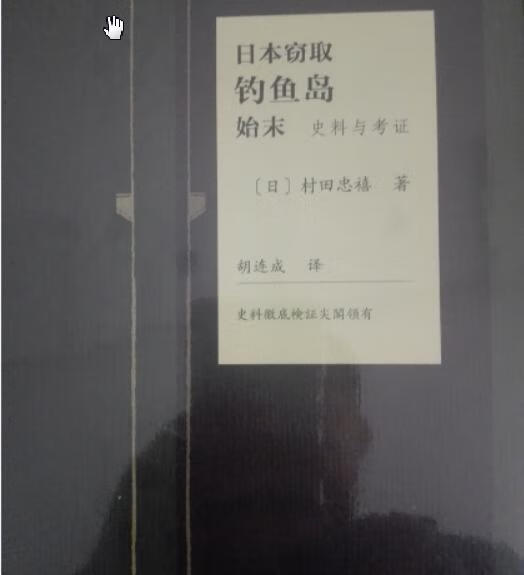 日本窃取
钓鱼岛
始末 史料与考证
〔日〕村田忠禧 著
胡连成 译
史料徹底検証尖閣領有